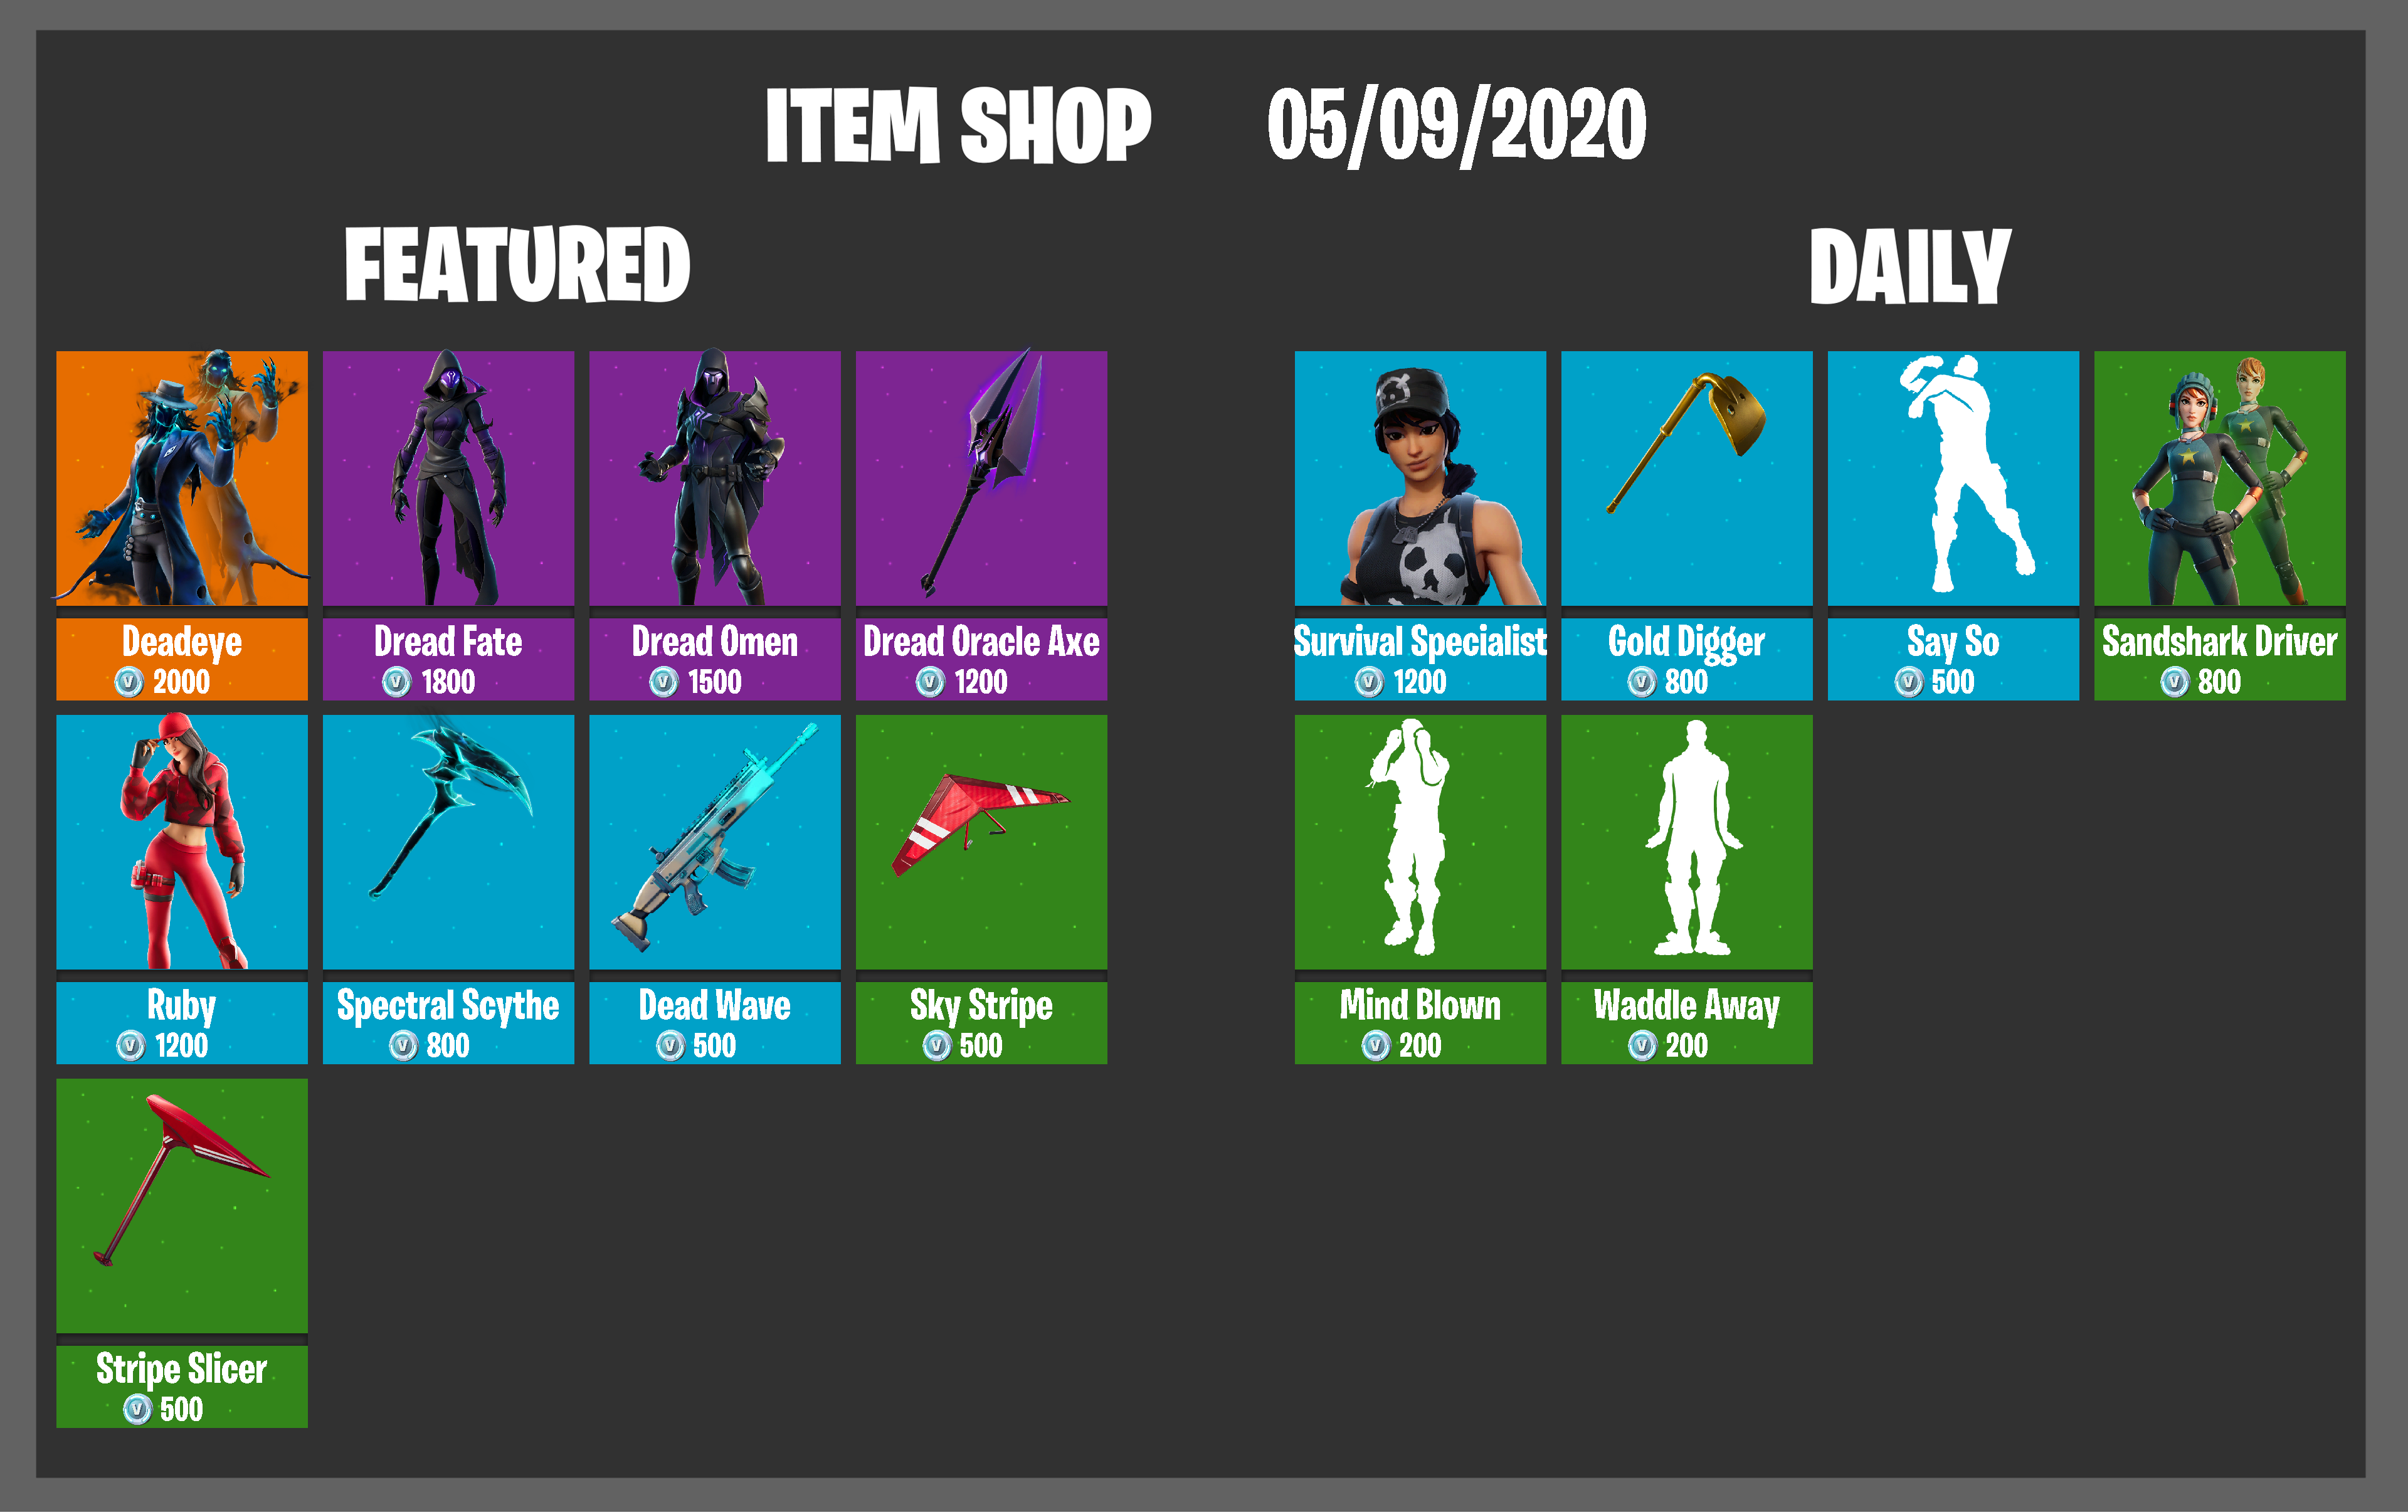 ITEM SHOP 05/09/2020
FEATURED
DAILY
Deadeye
V 2000
Dread Fate
V 1800
Dread Omen
V 1500
Dread Oracle Axe
V 1200
Ruby
V 1200
Spectral Scythe
V 800
Dead Wave
V 500
Sky Stripe
V 500
Stripe Slicer
V 500
Survival Specialist
V 1200
Gold Digger
V 800
Say So
V 500
Sandshark Driver
V 800
Mind Blown
V 200
Waddle Away
V 200